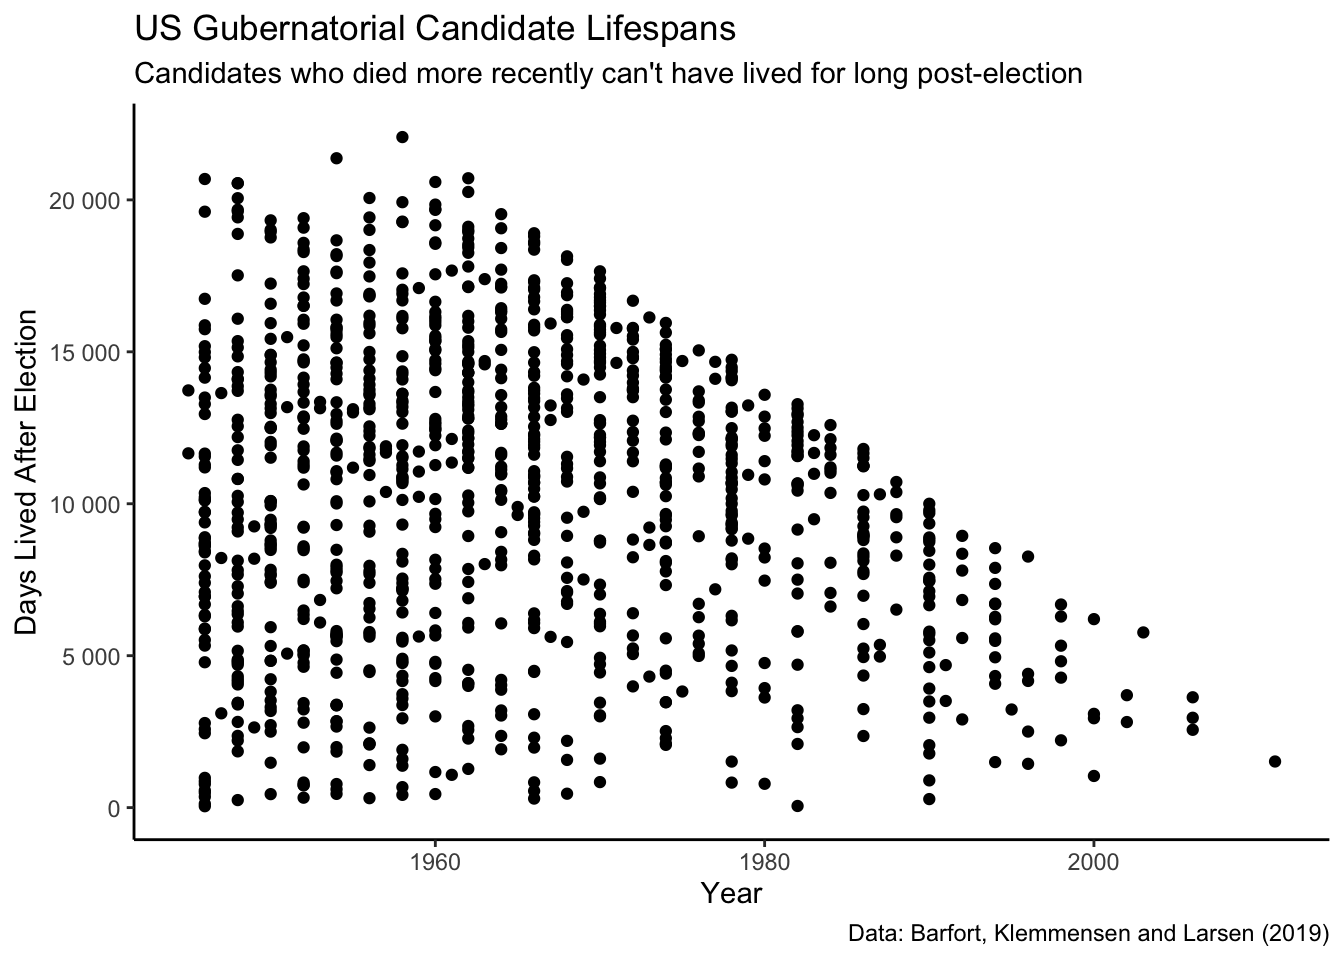 US Gubernatorial Candidate Lifespans
Candidates who died more recently can't have lived for long post-election
20 000
15 000
10 000
5 000
0
Days Lived After Election
1960 1980 2000
Year
Data: Barfort, Klemmensen and Larsen (2019)